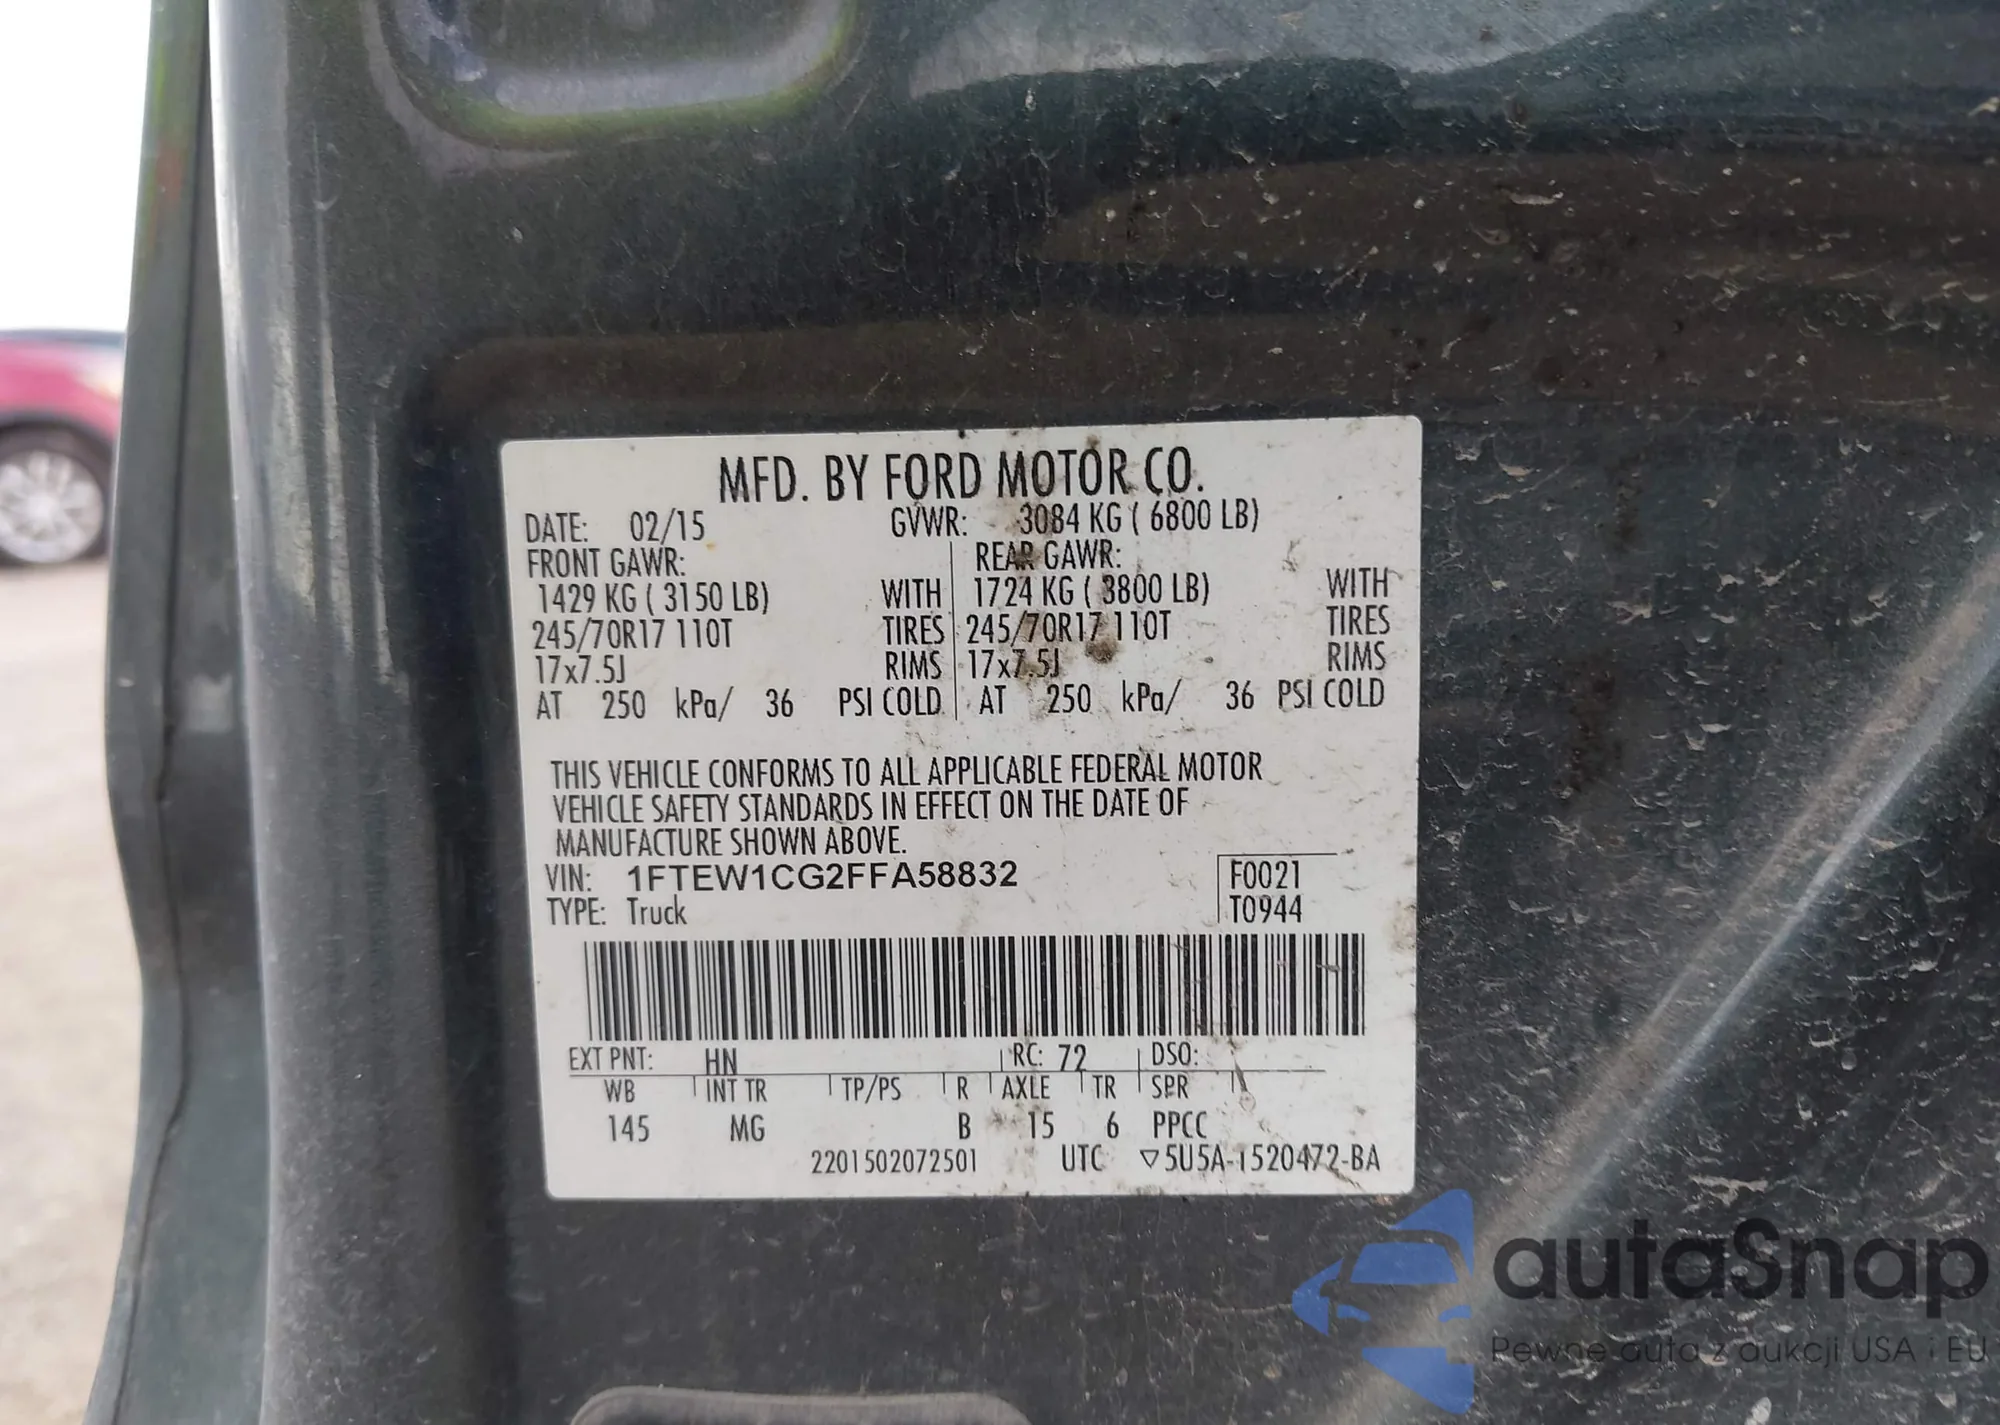 MFD. BY FORD MOTOR CO.
DATE: 02/15 GVWR: 3084 KG ( 6800 LB)
FRONT GAWR: REAR GAWR:
1429 KG ( 3150 LB) WITH 1724 KG ( 3800 LB) WITH
245/70R17 110T TIRES 245/70R17 110T TIRES
17x7.5J RIMS 17x7.5J RIMS
AT 250 kPa/ 36 PSI COLD AT 250 kPa/ 36 PSI COLD
THIS VEHICLE CONFORMS TO ALL APPLICABLE FEDERAL MOTOR
VEHICLE SAFETY STANDARDS IN EFFECT ON THE DATE OF
MANUFACTURE SHOWN ABOVE.
VIN: 1FTEW1CG2FFA58832 F0021
TYPE: Truck T0944
EXT PNT: HN RC: 72 DSO:
WB INT TR TP/PS R AXLE TR SPR
145 MG B 15 6 PPCC
2201502072501 UTC ▽5U5A-1520472-BA
autoSnap
Pewne auta z aukcji USA i EU